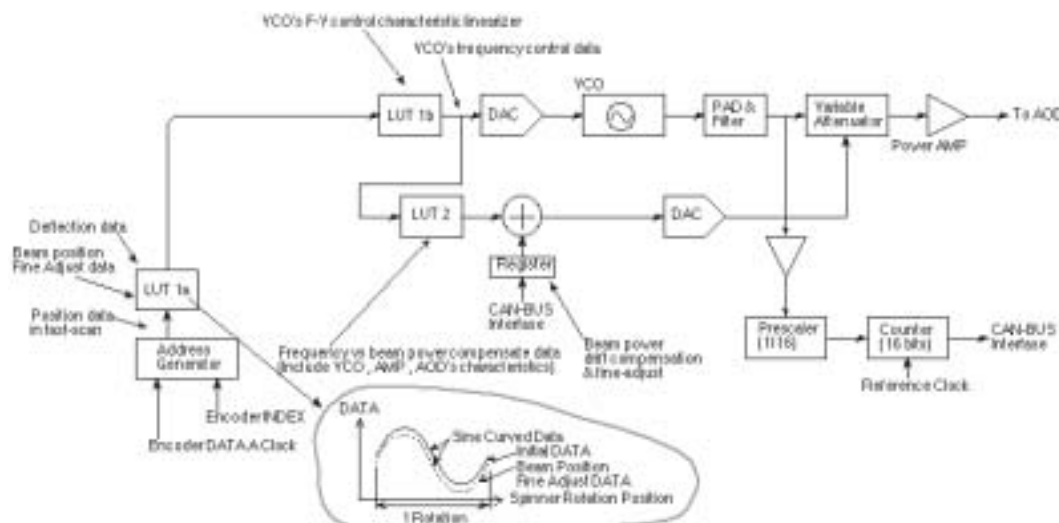 VCO's F-V control characteristic linearizer
VCO's frequency control data
VCO
LUT 1b
DAC
PAD &
Filter
Variable
Attenuator
To AOD
Power AMP
LUT 2
DAC
Deflection data
Beam position
Fine Adjust data
LUT 1a
Register
CAN-BUS
Interfase
Position data
in fast-scan
Address
Generator
Frequency vs beam power compensate data
(Include VCO , AMP , AOD's characteristics)
Beam power
drift compensation
& fine-adjust
Prescaler
(1/16)
Counter
(16 bits)
CAN-BUS
Interface
Reference Clock
Encoder INDEX
Encoder DATA A Clock
DATA
Sine Curved Data
Initial DATA
Beam Position
Fine Adjust DATA
Spinner Rotation Position
1 Rotation